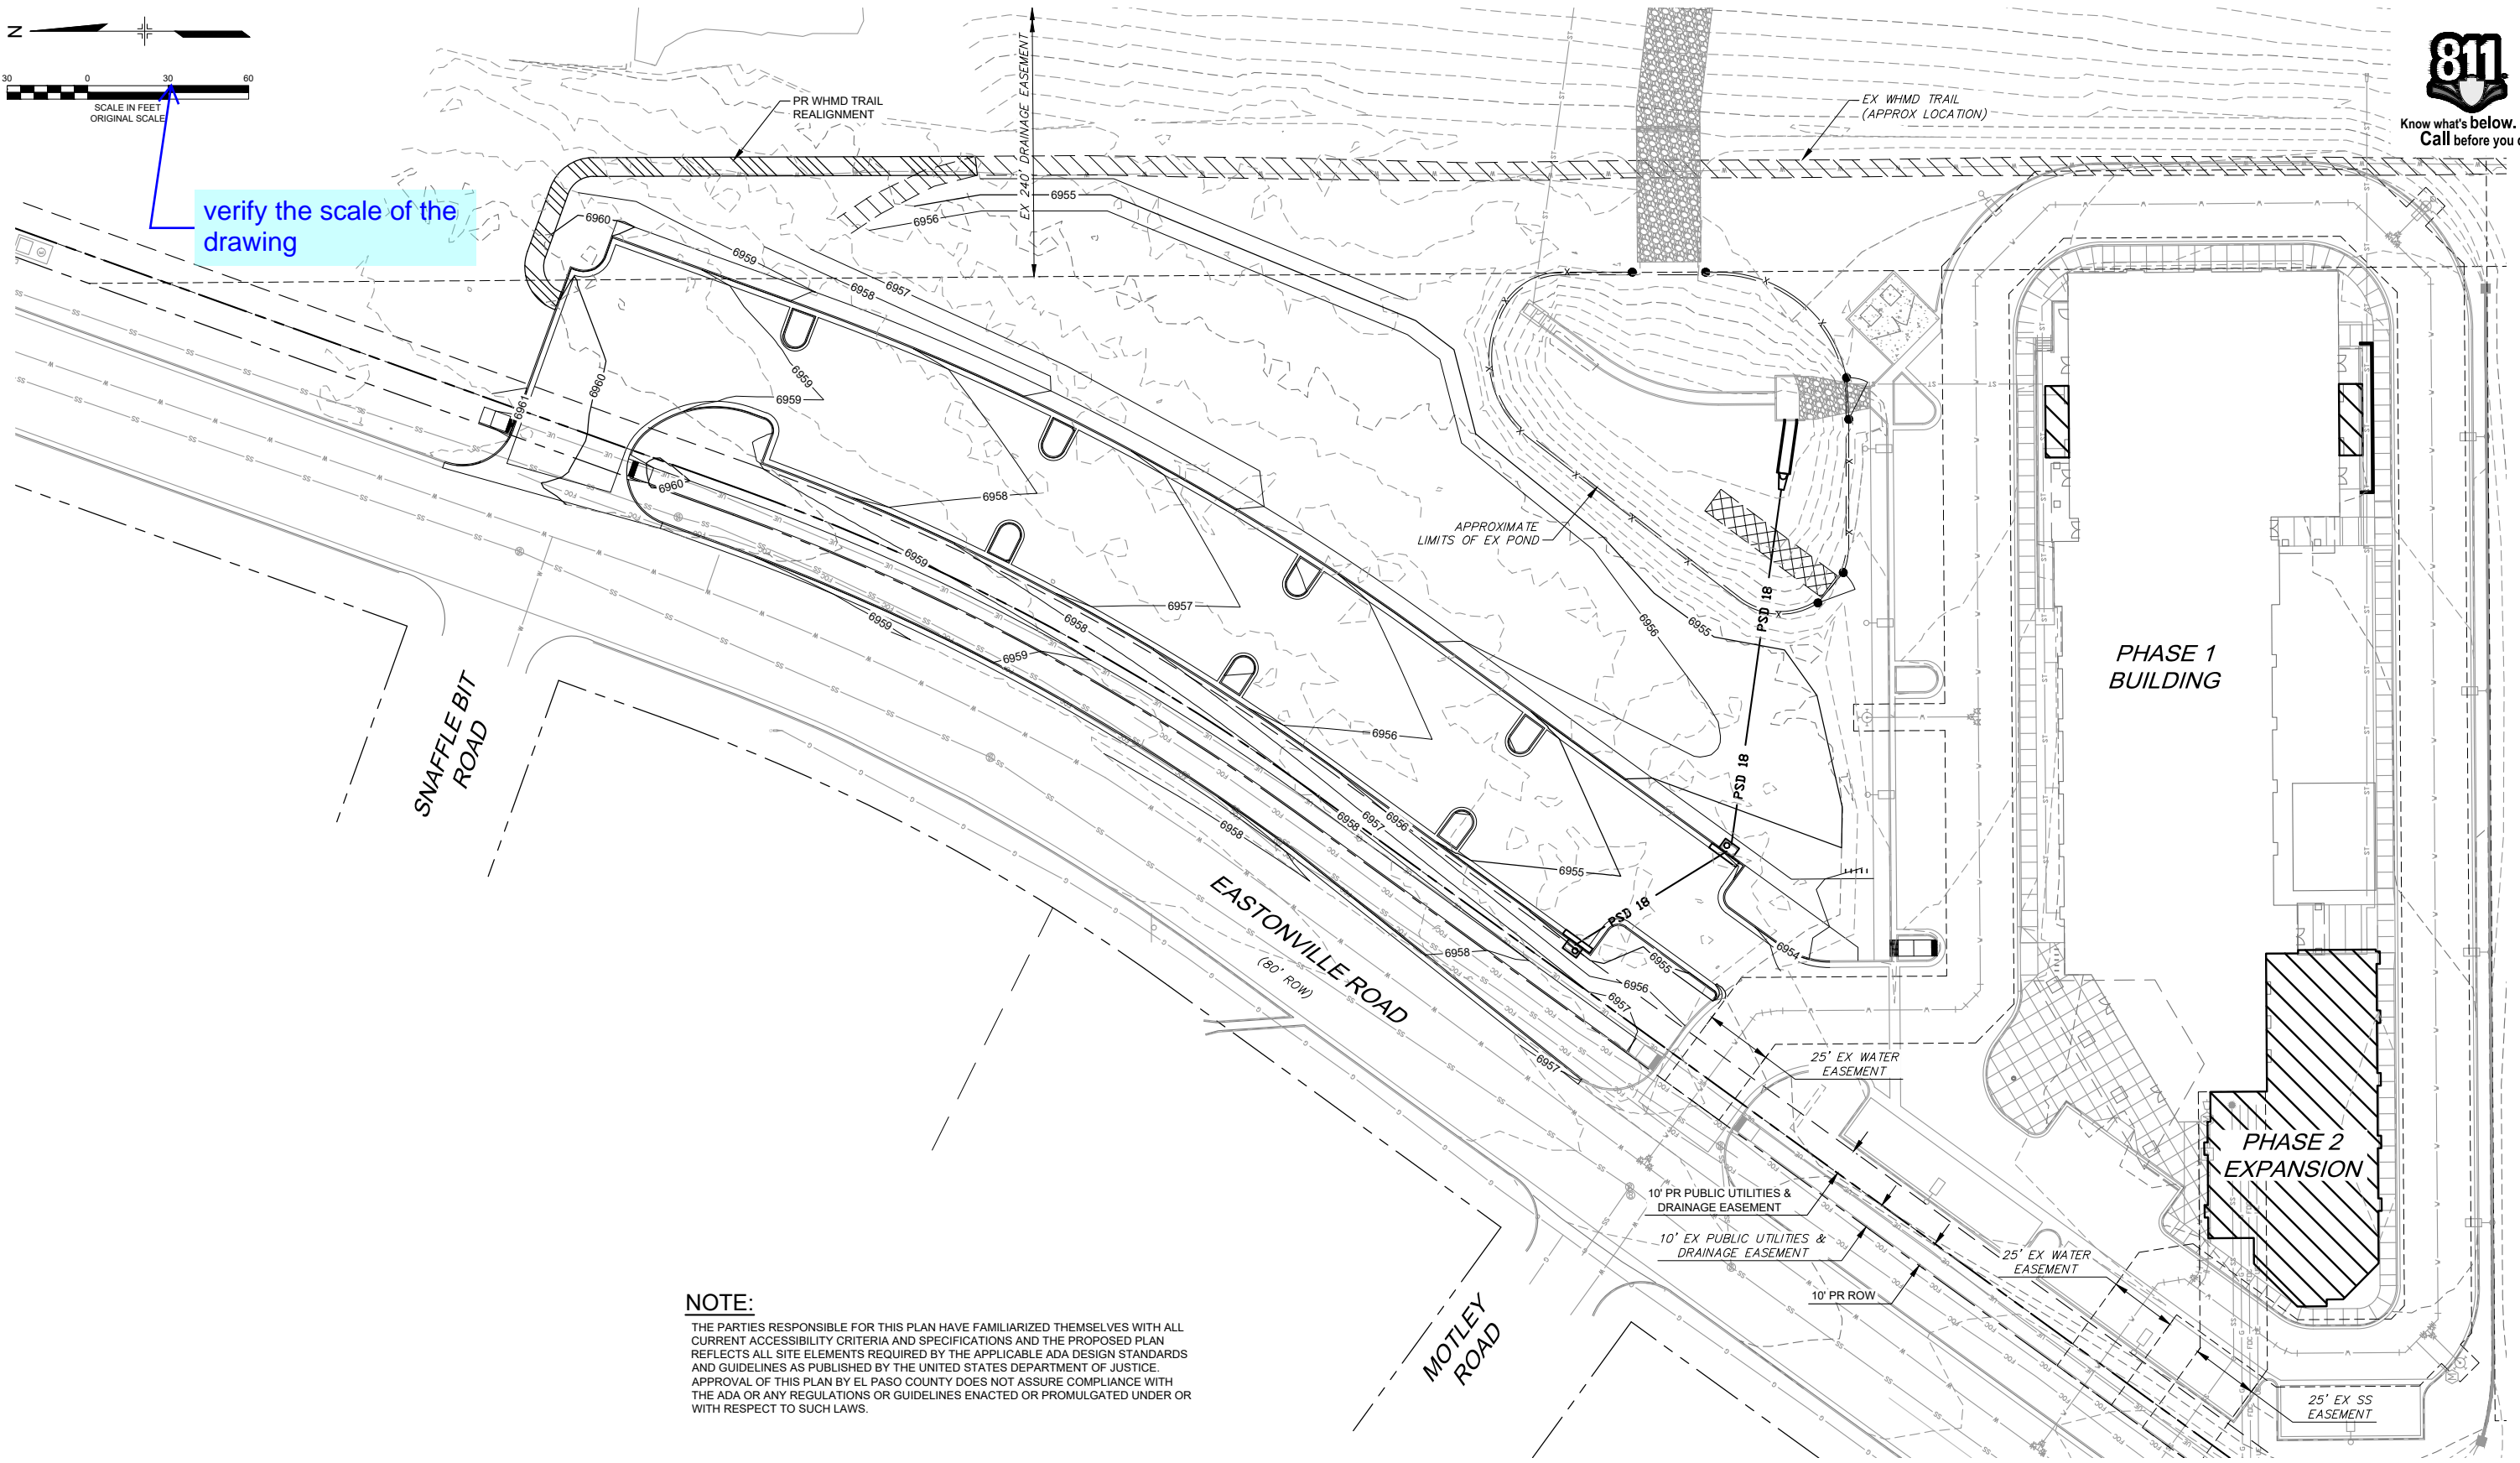 N
30 0 30 60
SCALE IN FEET
ORIGINAL SCALE
verify the scale of the
drawing
PR WHMD TRAIL
REALIGNMENT
EX 240' DRAINAGE EASEMENT
EX WHMD TRAIL
(APPROX LOCATION)
811
Know what's below.
Call before you
6955
6956
6960
6959
6958
6957
6960
6961
6959
6959
6960
6958
6959
6957
6958
6959
6959
6956
6956
6957
6958
6958
6955
6958
6955
6956
6957
6957
6954
6956
6955
APPROXIMATE
LIMITS OF EX POND
PSD 18
PSD 18
PSD 18
PHASE 1
BUILDING
PHASE 2
EXPANSION
SNAFFLE BIT
ROAD
EASTONVILLE ROAD
(80' ROW)
MOTLEY
ROAD
25' EX WATER
EASEMENT
10' PR PUBLIC UTILITIES &
DRAINAGE EASEMENT
10' EX PUBLIC UTILITIES &
DRAINAGE EASEMENT
10' PR ROW
25' EX WATER
EASEMENT
25' EX SS
EASEMENT
NOTE:
THE PARTIES RESPONSIBLE FOR THIS PLAN HAVE FAMILIARIZED THEMSELVES WITH ALL
CURRENT ACCESSIBILITY CRITERIA AND SPECIFICATIONS AND THE PROPOSED PLAN
REFLECTS ALL SITE ELEMENTS REQUIRED BY THE APPLICABLE ADA DESIGN STANDARDS
AND GUIDELINES AS PUBLISHED BY THE UNITED STATES DEPARTMENT OF JUSTICE.
APPROVAL OF THIS PLAN BY EL PASO COUNTY DOES NOT ASSURE COMPLIANCE WITH
THE ADA OR ANY REGULATIONS OR GUIDELINES ENACTED OR PROMULGATED UNDER OR
WITH RESPECT TO SUCH LAWS.